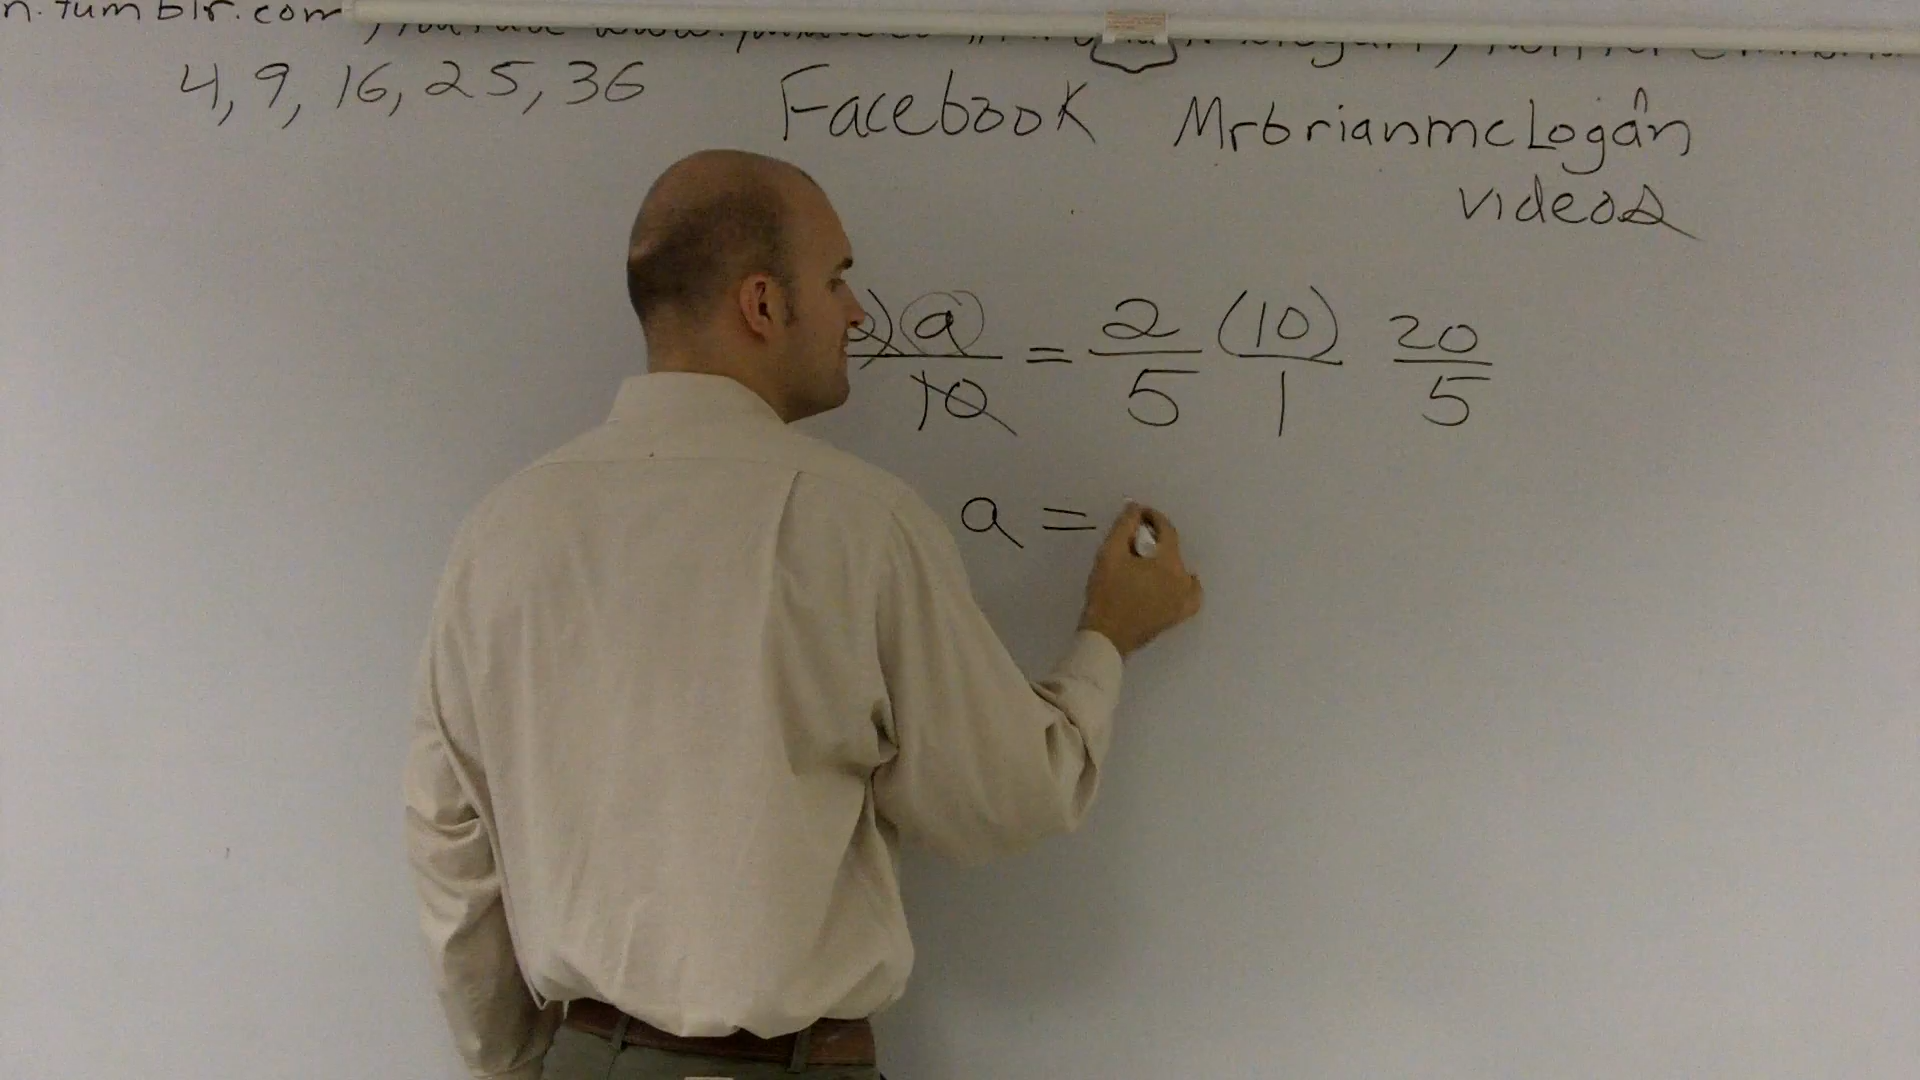 n.tumblr.com
4, 9, 16, 25, 36
Facebook Mrbrianmclogan
videos
) a / 10 = 2 / 5 (10) / 1 20 / 5
a =